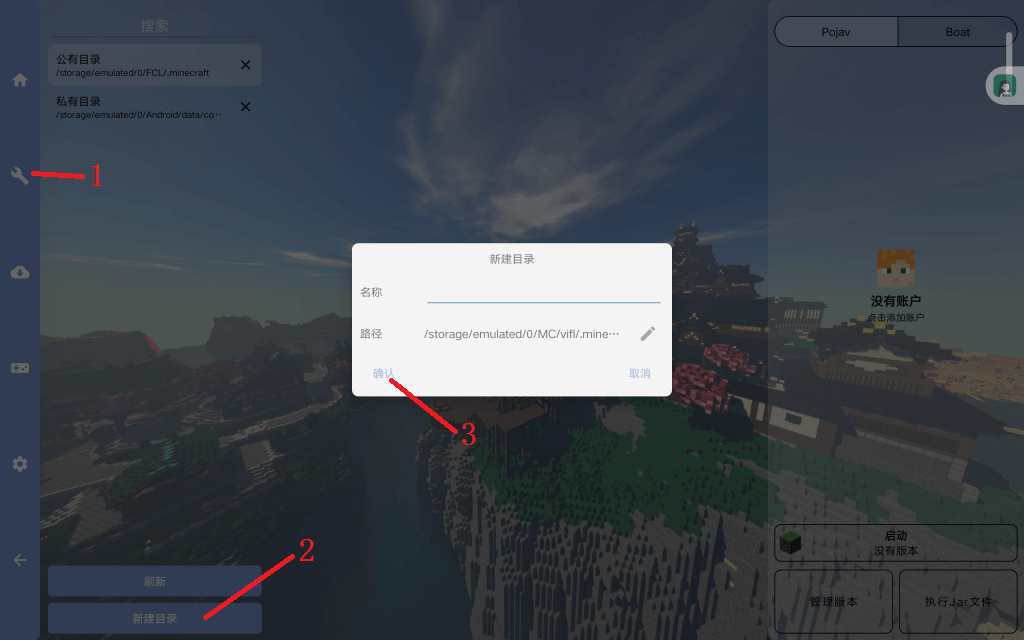 搜索
公有目录
/storage/emulated/0/FCL/.minecraft
私有目录
/storage/emulated/0/Android/data/co···
1
Pojav
Boat
新建目录
名称
路径
/storage/emulated/0/MC/vifl/.mine···
确认
取消
3
没有账户
点击添加账户
刷新
新建目录
2
启动
没有版本
管理版本
执行Jar文件